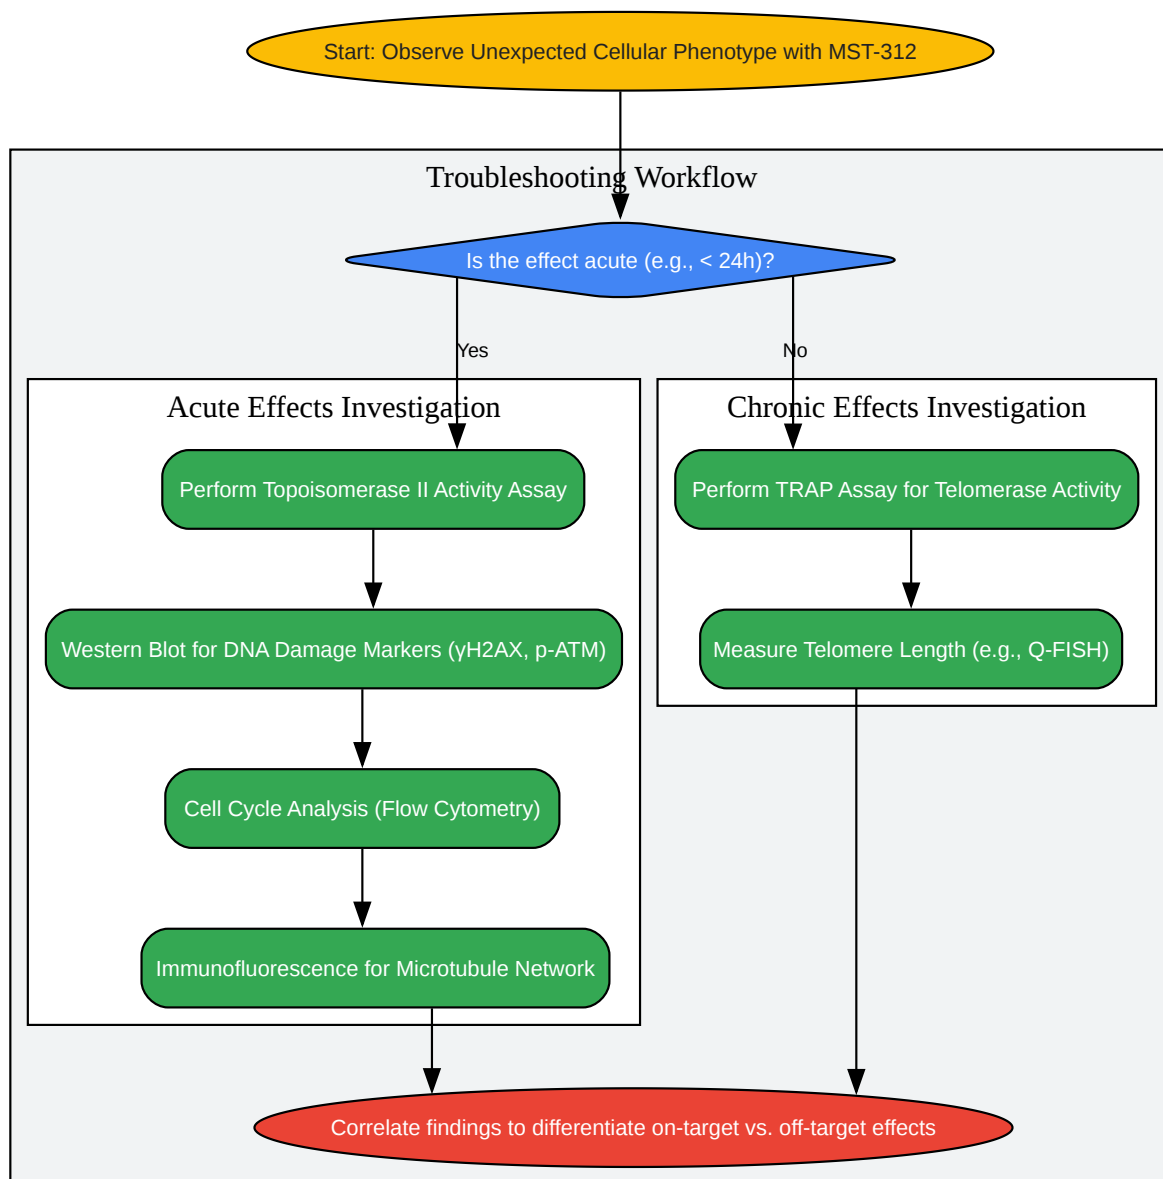 Start: Observe Unexpected Cellular Phenotype with MST-312
Troubleshooting Workflow
Is the effect acute (e.g., < 24h)?
Yes
No
Acute Effects Investigation
Perform Topoisomerase II Activity Assay
Western Blot for DNA Damage Markers (γH2AX, p-ATM)
Cell Cycle Analysis (Flow Cytometry)
Immunofluorescence for Microtubule Network
Chronic Effects Investigation
Perform TRAP Assay for Telomerase Activity
Measure Telomere Length (e.g., Q-FISH)
Correlate findings to differentiate on-target vs. off-target effects